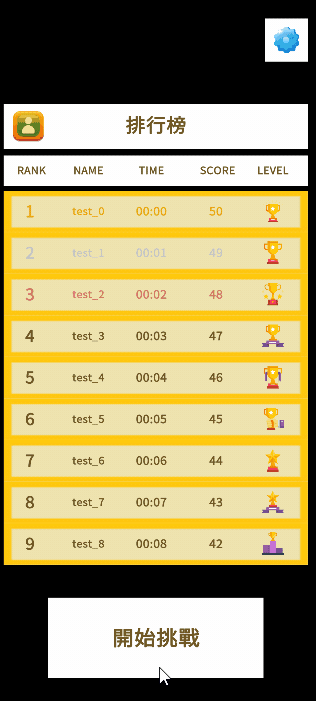 排行榜
RANK NAME TIME SCORE LEVEL
1 test_0 00:00 50
2 test_1 00:01 49
3 test_2 00:02 48
4 test_3 00:03 47
5 test_4 00:04 46
6 test_5 00:05 45
7 test_6 00:06 44
8 test_7 00:07 43
9 test_8 00:08 42
開始挑戰